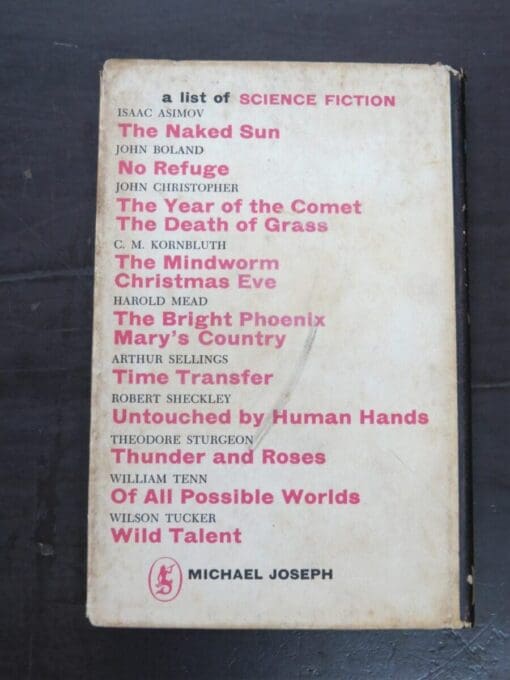 a list of SCIENCE FICTION
ISAAC ASIMOV
The Naked Sun
JOHN BOLAND
No Refuge
JOHN CHRISTOPHER
The Year of the Comet
The Death of Grass
C. M. KORNBLUTH
The Mindworm
Christmas Eve
HAROLD MEAD
The Bright Phoenix
Mary's Country
ARTHUR SELLINGS
Time Transfer
ROBERT SHECKLEY
Untouched by Human Hands
THEODORE STURGEON
Thunder and Roses
WILLIAM TENN
Of All Possible Worlds
WILSON TUCKER
Wild Talent
MICHAEL JOSEPH